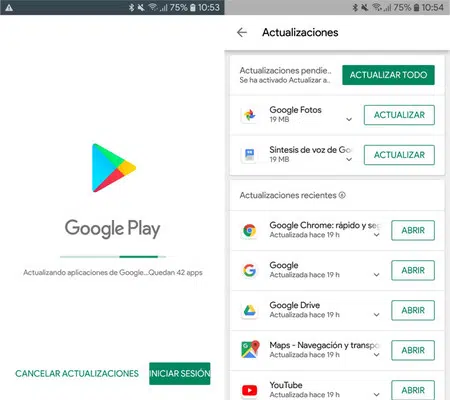 75% 10:53
Google Play
Actualizando aplicaciones de Google...Quedan 42 apps
CANCELAR ACTUALIZACIONES
INICIAR SESIÓN
75% 10:54
Actualizaciones
Actualizaciones pendie..
Se ha activado Actualizar a..
ACTUALIZAR TODO
Google Fotos
19 MB
ACTUALIZAR
Síntesis de voz de Go
19 MB
ACTUALIZAR
Actualizaciones recientes
Google Chrome: rápido y seg
Actualizada hace 19 h
ABRIR
Google
Actualizada hace 19 h
ABRIR
Google Drive
Actualizada hace 19 h
ABRIR
Maps - Navegación y transpo
Actualizada hace 19 h
ABRIR
YouTube
Actualizada hace 19 h
ABRIR